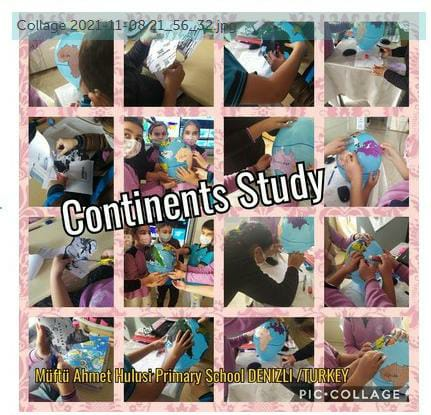 Collage 2021-11-08 21_56_32.jpg
Continents Study
Müftü Ahmet Hulusi Primary School DENIZLI /TURKEY
PIC•COLLAGE